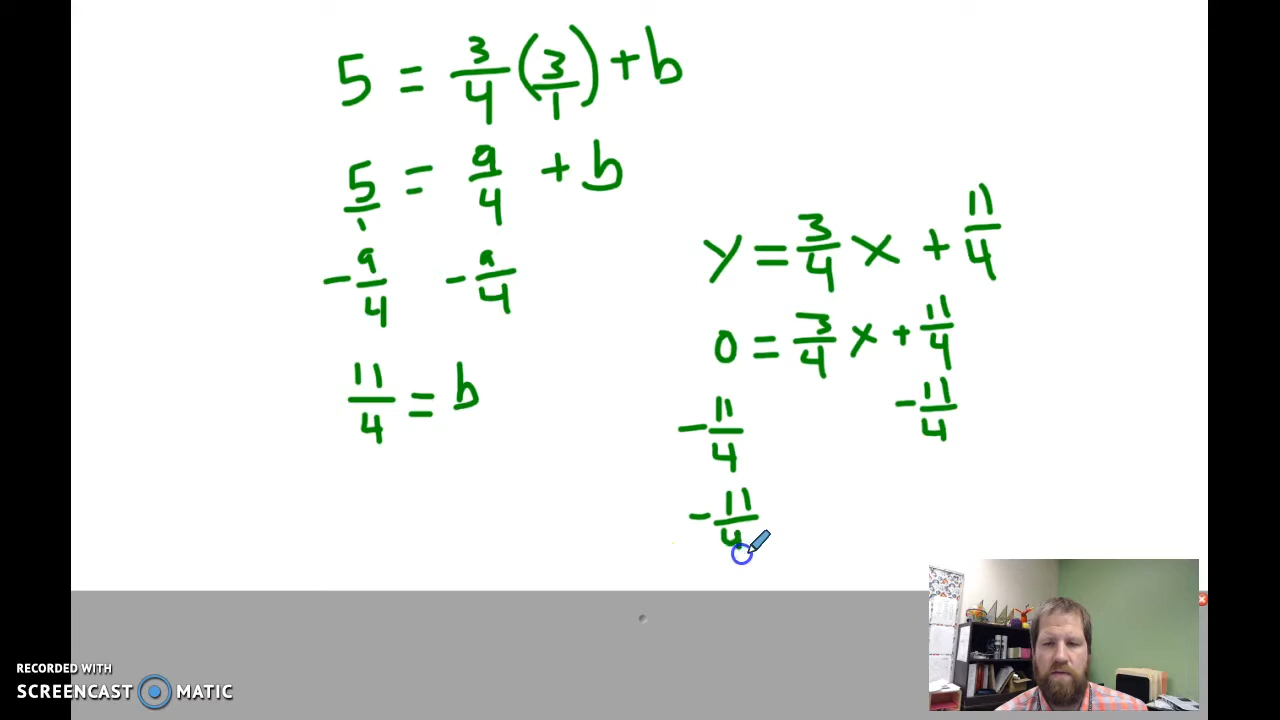 5 = 3/4 (3/1) + b
5/1 = 9/4 + b
- 9/4 - 9/4
11/4 = b
y = 3/4 x + 11/4
0 = 3/4 x + 11/4
- 11/4 - 11/4
- 11/4
RECORDED WITH
SCREENCAST MATIC